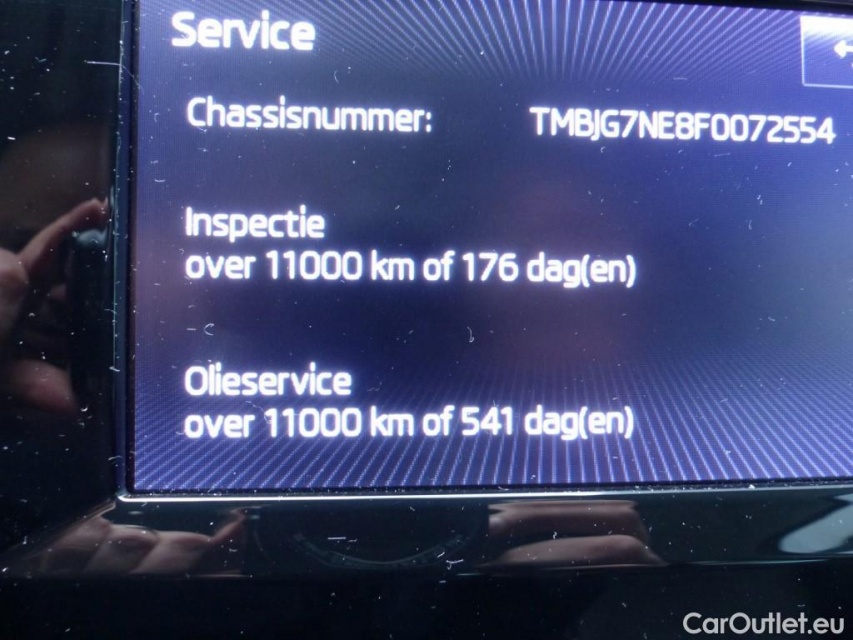 Service
Chassisnummer: TMBJG7NE8F0072554
Inspectie
over 11000 km of 176 dag(en)
Olieservice
over 11000 km of 541 dag(en)
CarOutlet.eu